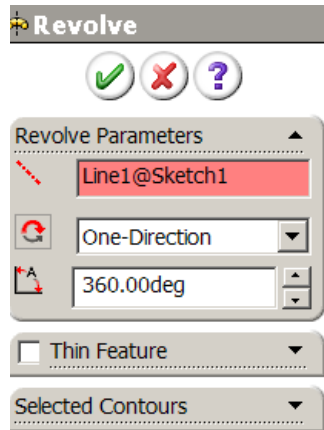 Revolve
?
Revolve Parameters
Line1@Sketch1
One-Direction
A
360.00deg
Thin Feature
Selected Contours